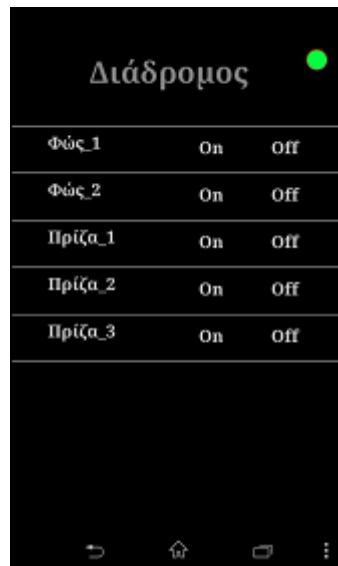 Διάδρομος
Φώς_1 On Off
Φώς_2 On Off
Πρίζα_1 On Off
Πρίζα_2 On Off
Πρίζα_3 On Off